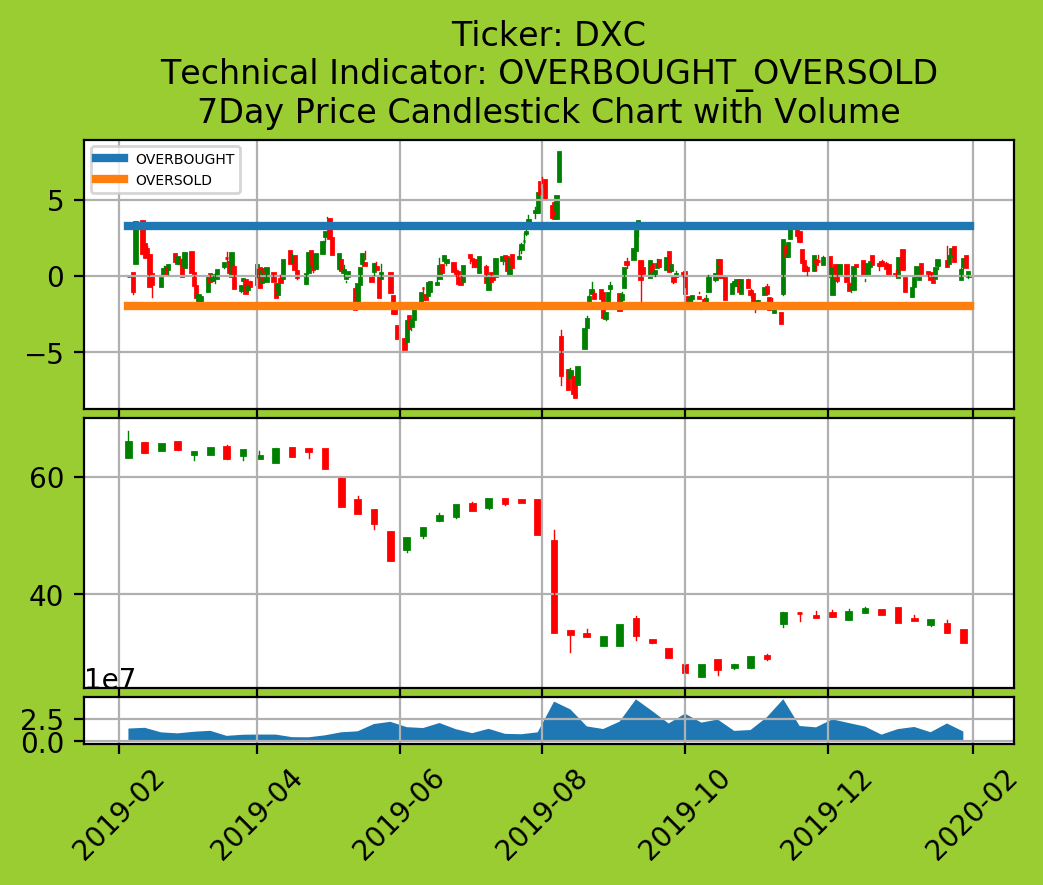 Ticker: DXC
Technical Indicator: OVERBOUGHT_OVERSOLD
7Day Price Candlestick Chart with Volume
OVERBOUGHT
OVERSOLD
5
0
−5
60
40
1e7
2.5
0.0
2019-02
2019-04
2019-06
2019-08
2019-10
2019-12
2020-02